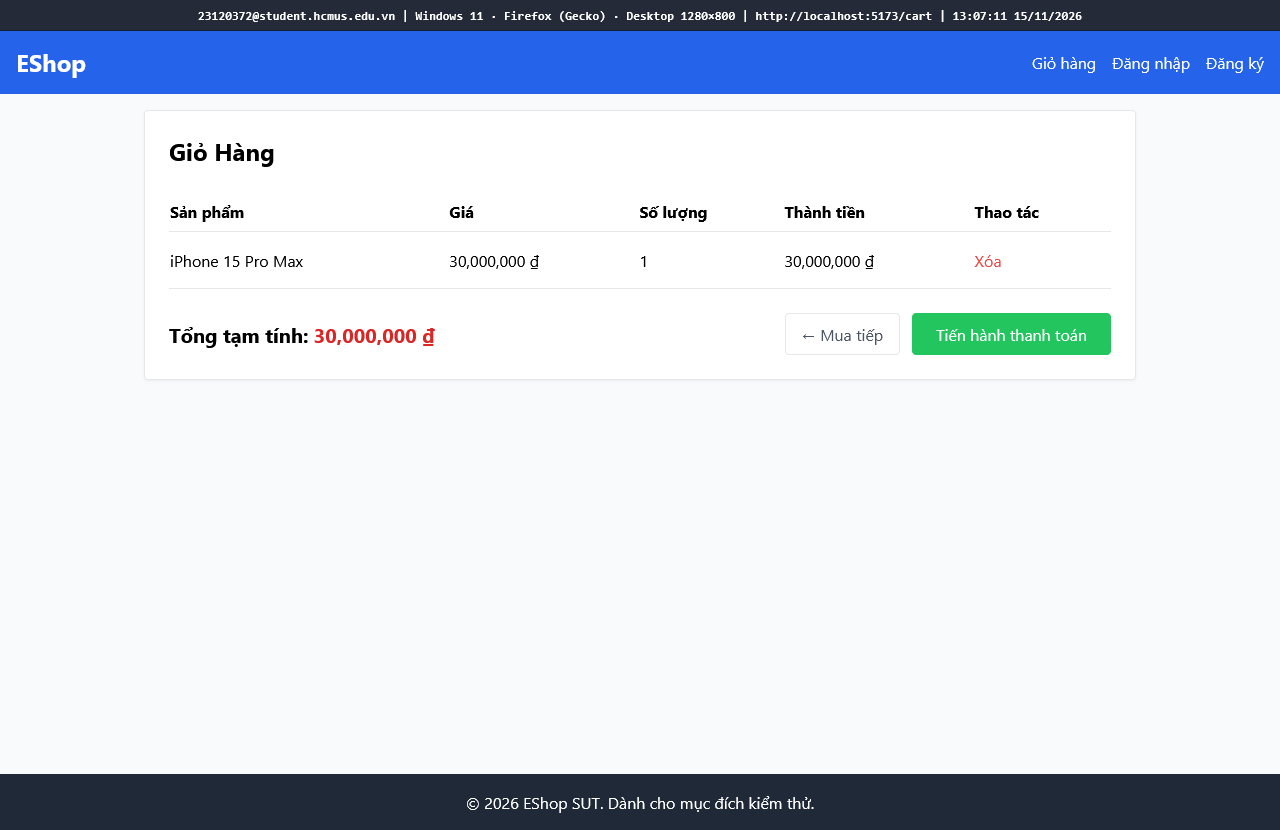 23120372@student.hcmus.edu.vn | Windows 11 · Firefox (Gecko) · Desktop 1280×800 | http://localhost:5173/cart | 13:07:11 15/11/2026
EShop Giỏ hàng Đăng nhập Đăng ký
Giỏ Hàng
Sản phẩm Giá Số lượng Thành tiền Thao tác
iPhone 15 Pro Max 30,000,000 ₫ 1 30,000,000 ₫ Xóa
Tổng tạm tính: 30,000,000 ₫ ← Mua tiếp Tiến hành thanh toán
© 2026 EShop SUT. Dành cho mục đích kiểm thử.